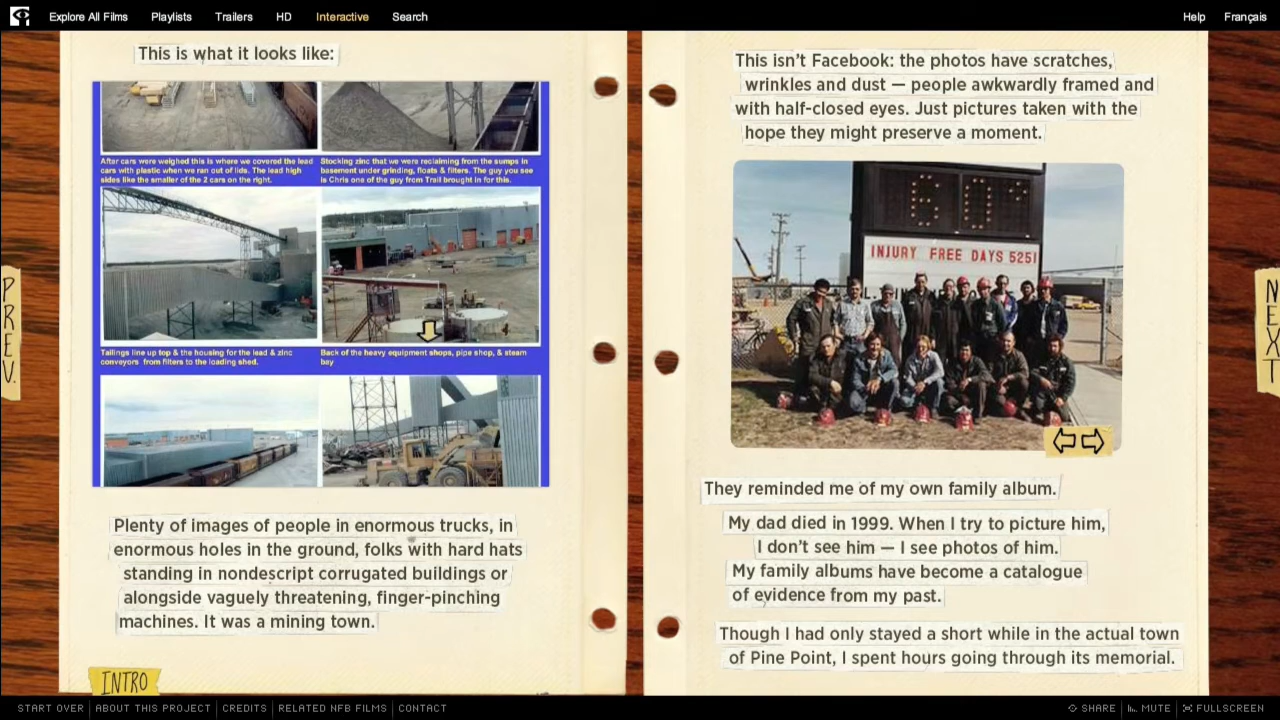 Explore All Films
Playlists
Trailers
HD
Interactive
Search
Help
Français
PREV.
This is what it looks like:
After cars were weighed this is where we covered the lead
cars with plastic when we ran out of lids. The lead high
sides like the smaller of the 2 cars on the right.
Stocking zinc that we were reclaiming from the sumps in
basement under grinding, floats & filters. The guy you see
is Chris one of the guy from Trail brought in for this.
Tailings line up top & the housing for the lead & zinc
conveyors from filters to the loading shed.
Back of the heavy equipment shops, pipe shop, & steam
bay
Plenty of images of people in enormous trucks, in
enormous holes in the ground, folks with hard hats
standing in nondescript corrugated buildings or
alongside vaguely threatening, finger-pinching
machines. It was a mining town.
INTRO
This isn't Facebook: the photos have scratches,
wrinkles and dust — people awkwardly framed and
with half-closed eyes. Just pictures taken with the
hope they might preserve a moment.
60°
INJURY FREE DAYS 5251
They reminded me of my own family album.
My dad died in 1999. When I try to picture him,
I don't see him — I see photos of him.
My family albums have become a catalogue
of evidence from my past.
Though I had only stayed a short while in the actual town
of Pine Point, I spent hours going through its memorial.
NEXT
START OVER
ABOUT THIS PROJECT
CREDITS
RELATED NFB FILMS
CONTACT
SHARE
MUTE
FULLSCREEN